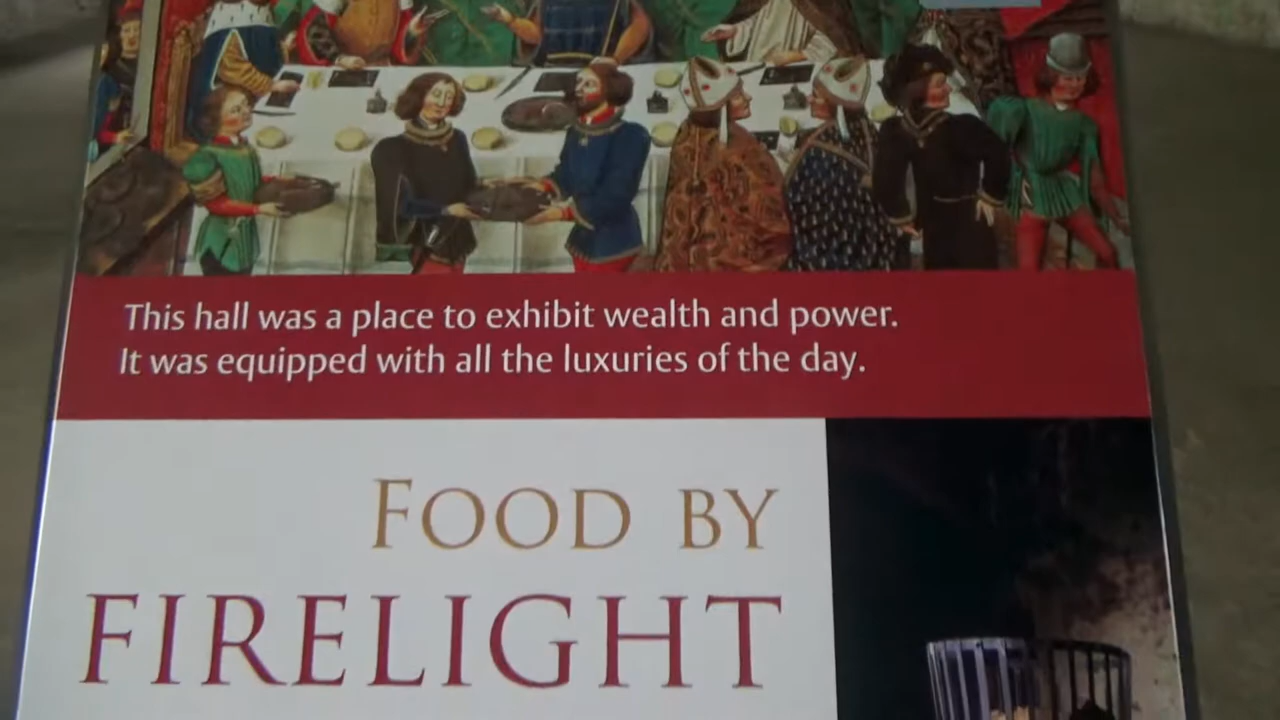 This hall was a place to exhibit wealth and power.
It was equipped with all the luxuries of the day.
FOOD BY
FIRELIGHT